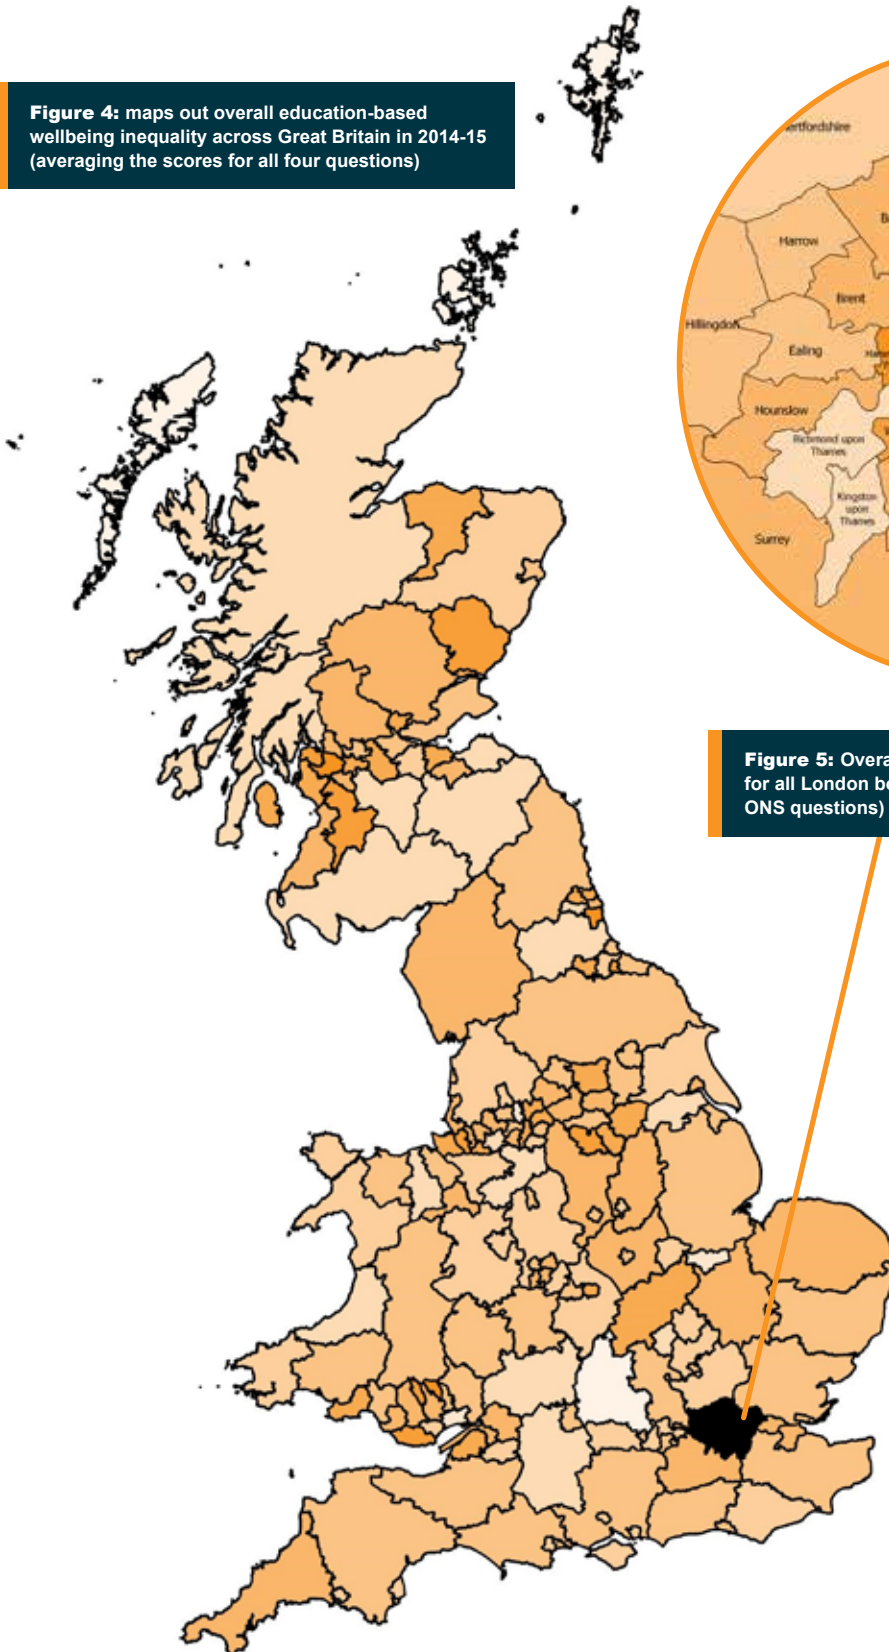 Figure 4: maps out overall education-based
wellbeing inequality across Great Britain in 2014-15
(averaging the scores for all four questions)
Harrow
Brent
Hillingdon
Ealing
Hounslow
Richmond upon
Thames
Kingston
upon
Thames
Surrey
Figure 5: Overa
for all London bo
ONS questions)